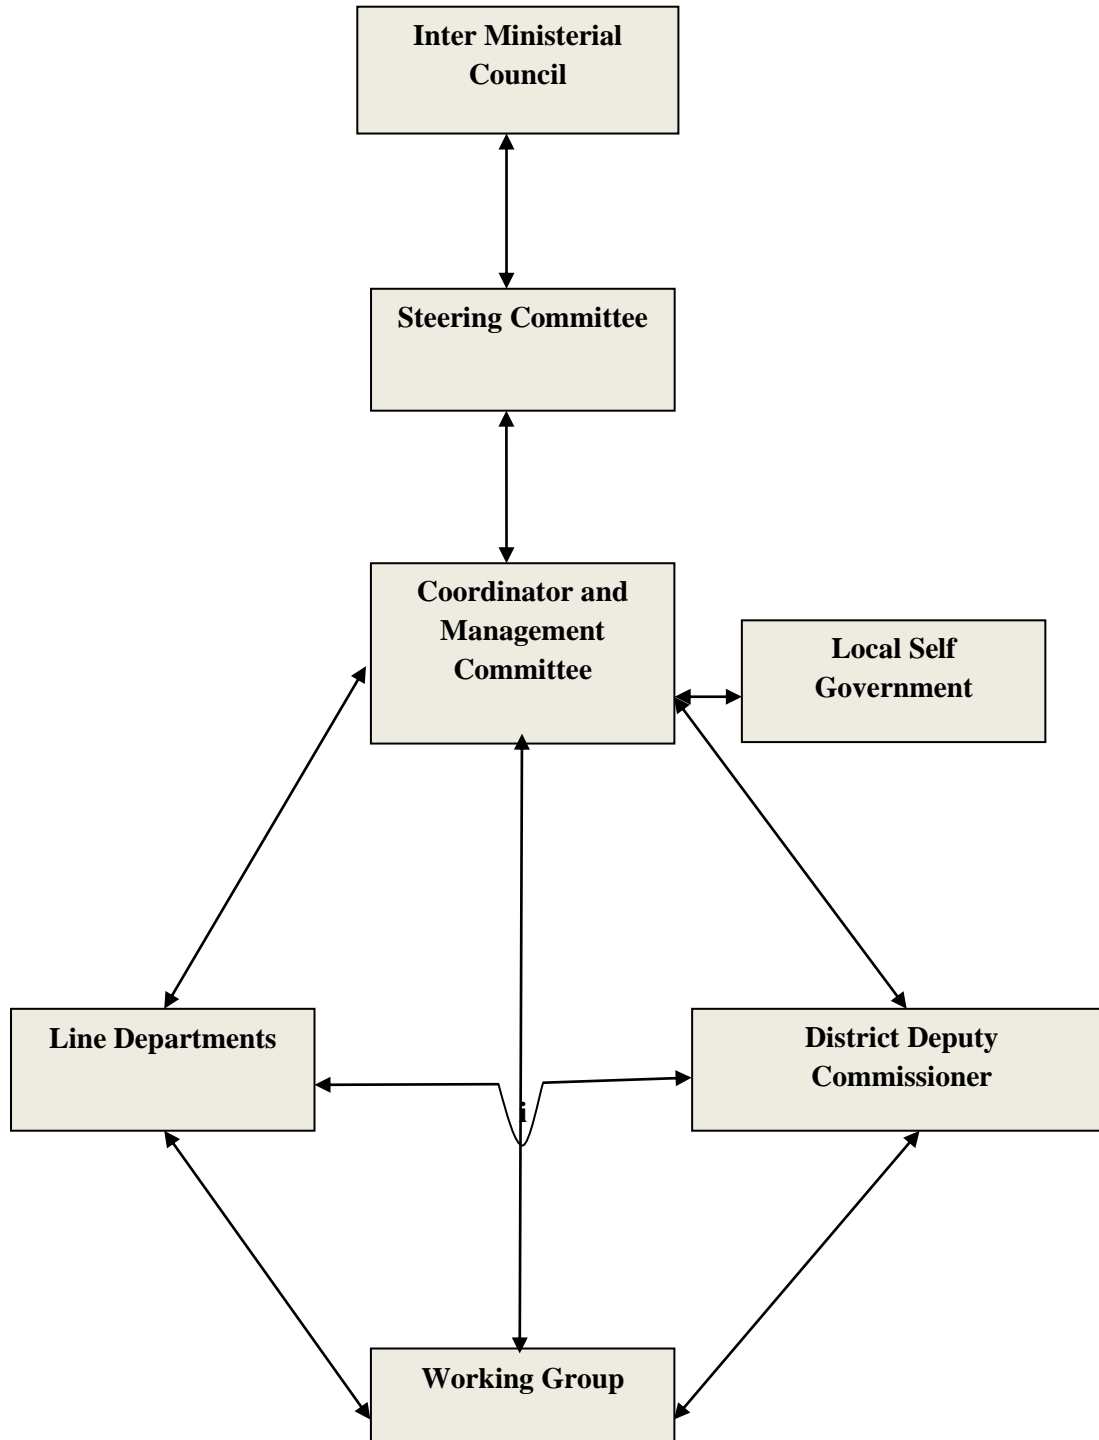 Inter Ministerial
Council
Steering Committee
Coordinator and
Management
Committee
Local Self
Government
Line Departments
District Deputy
Commissioner
i
Working Group